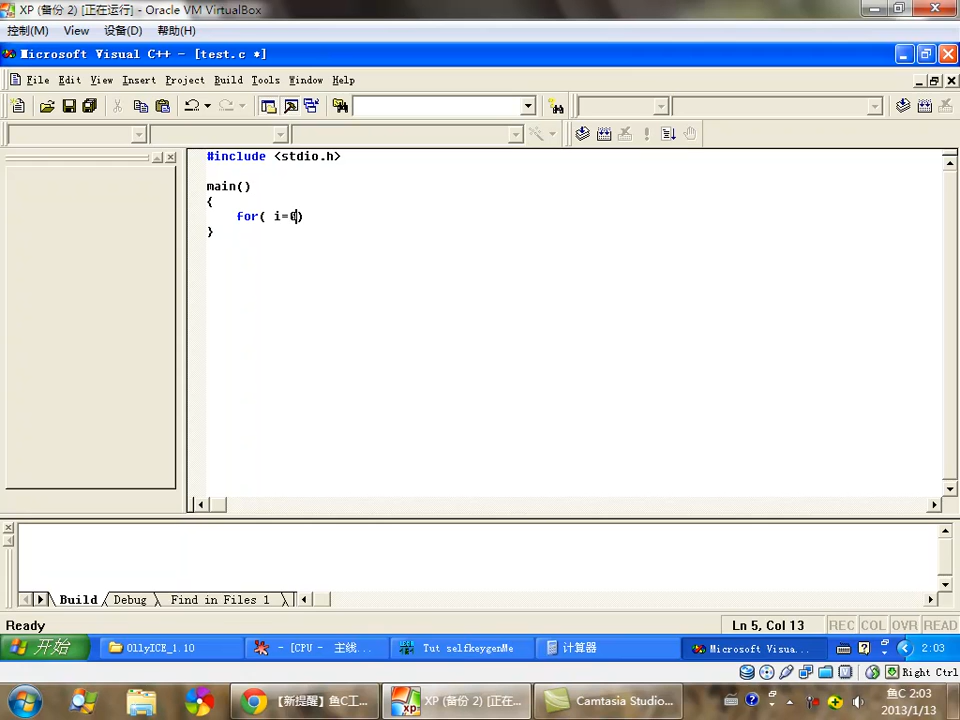 XP (备份 2) [正在运行] - Oracle VM VirtualBox
控制(M) View 设备(D) 帮助(H)
Microsoft Visual C++ - [test.c *]
File Edit View Insert Project Build Tools Window Help
#include <stdio.h>
main()
{
for( i=0)
}
Build Debug Find in Files 1
Ready Ln 5, Col 13 REC COL OVR READ
开始 OllyICE_1.10 - [CPU - 主线... Tut selfkeygenMe 计算器 Microsoft Visua... 2:03
Right Ctrl
【新提醒】鱼C工... XP (备份 2) [正在... Camtasia Studio... 鱼C 2:03
2013/1/13